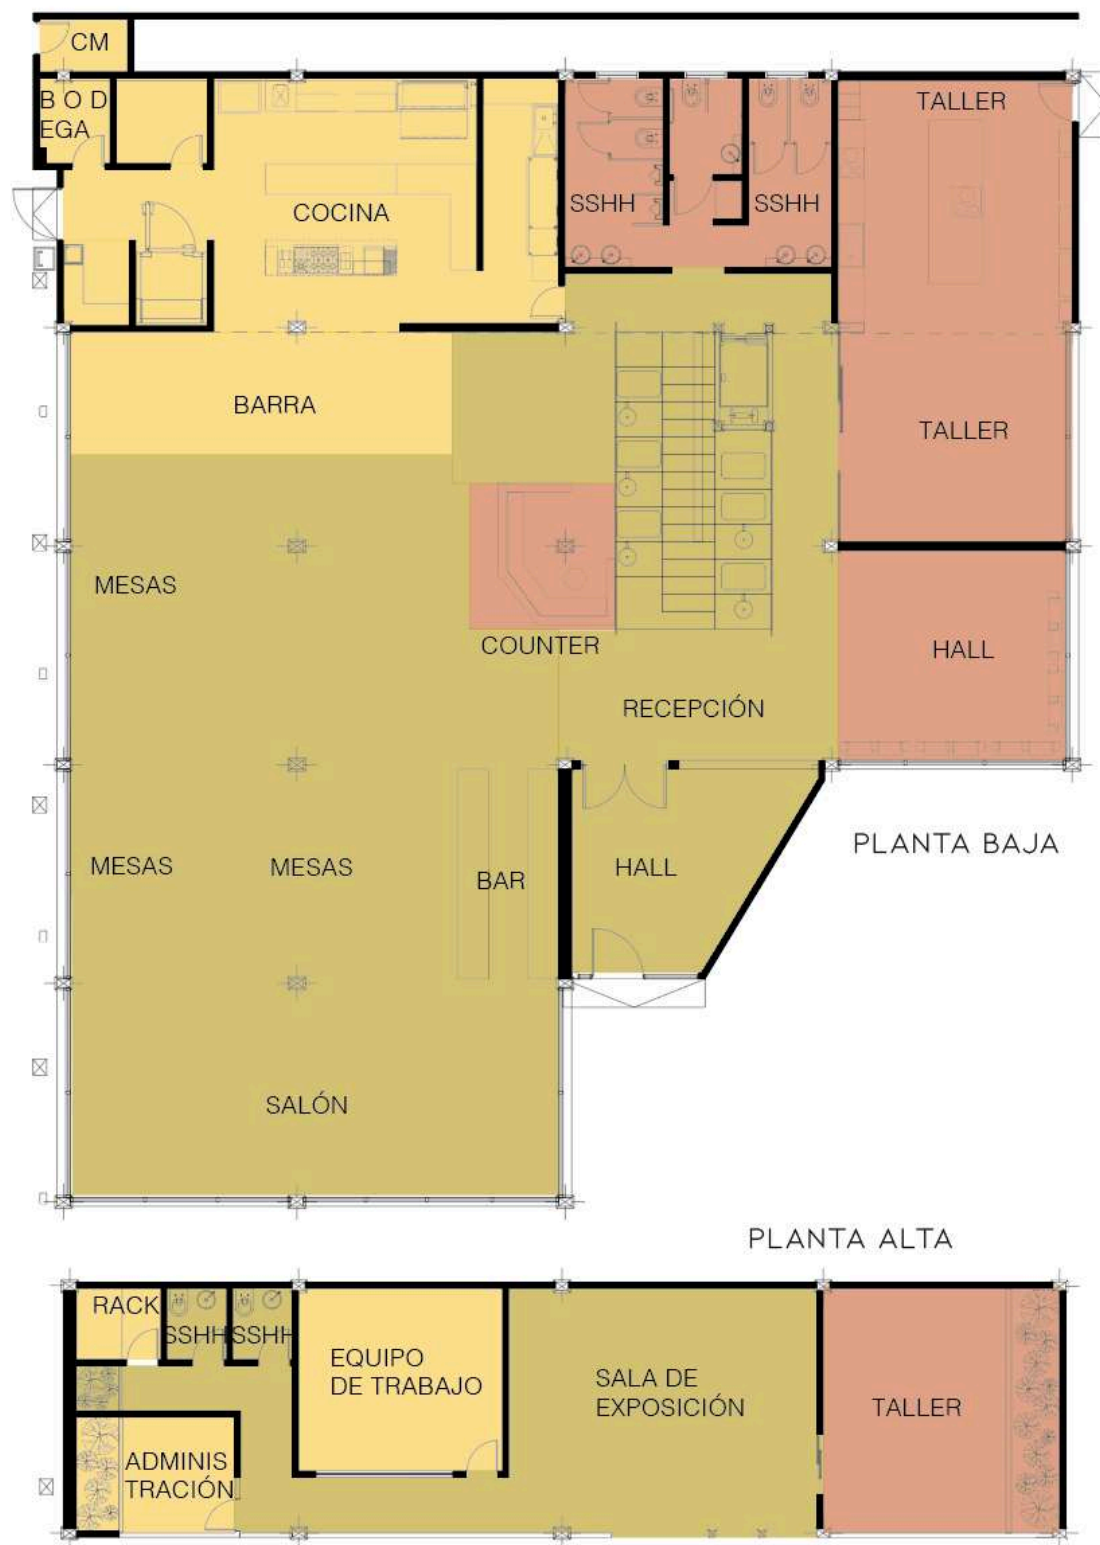 CM
B O D
EGA
TALLER
COCINA
SSHH
SSHH
BARRA
TALLER
MESAS
COUNTER
HALL
RECEPCIÓN
PLANTA BAJA
MESAS
MESAS
BAR
HALL
SALÓN
PLANTA ALTA
RACK
SSHH
SSHH
EQUIPO
DE TRABAJO
SALA DE
EXPOSICIÓN
TALLER
ADMINIS
TRACIÓN